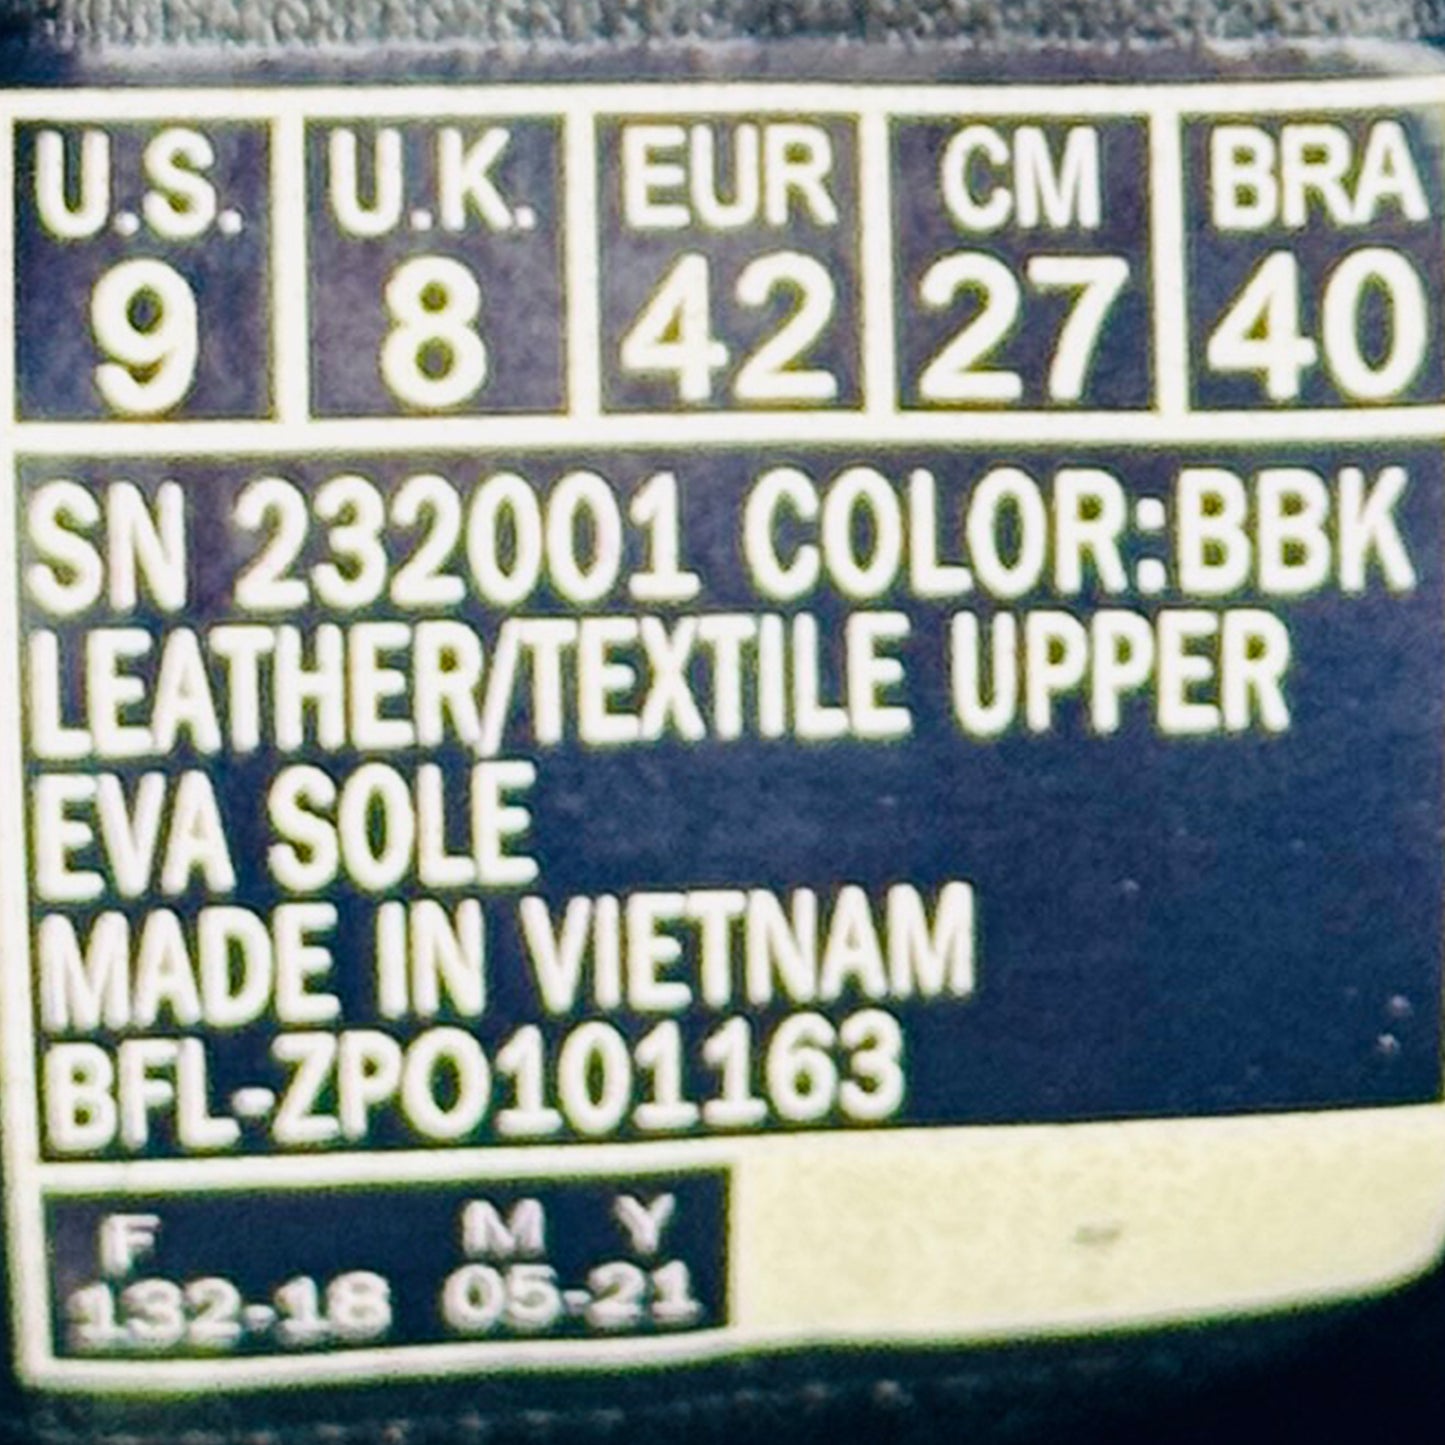 U.S. U.K. EUR CM BRA
9 8 42 27 40
SN 232001 COLOR:BBK
LEATHER/TEXTILE UPPER
EVA SOLE
MADE IN VIETNAM
BFL-ZPO101163
F M Y
132-18 05-21